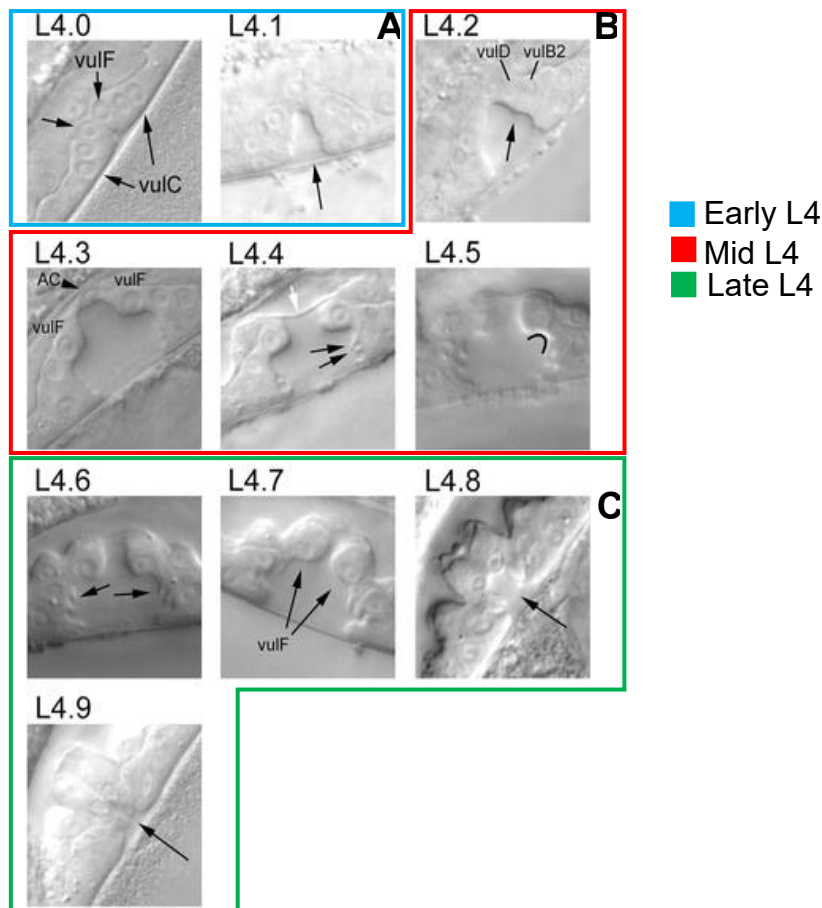 L4.0
L4.1
A
L4.2
B
vulF
vulC
vulD
vulB2
Early L4
Mid L4
Late L4
L4.3
L4.4
L4.5
AC
vulF
vulF
L4.6
L4.7
L4.8
C
vulF
L4.9